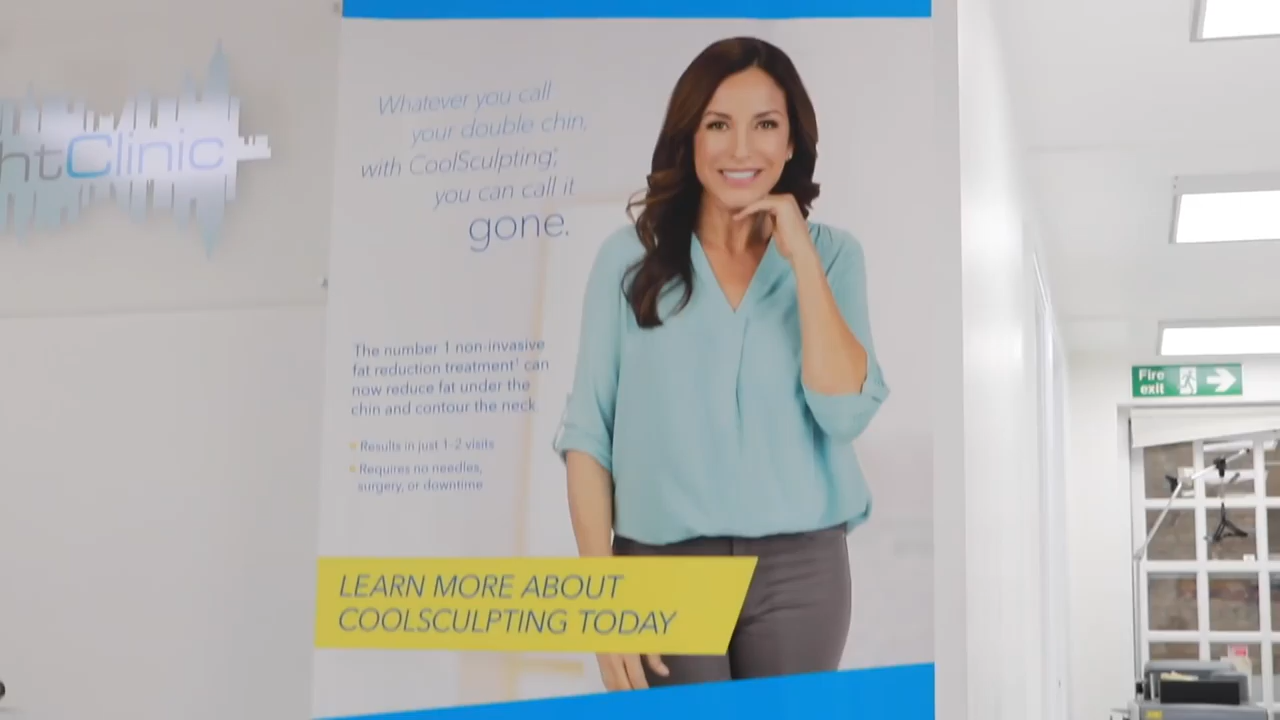 htClinic
Whatever you call
your double chin,
with CoolSculpting,®
you can call it
gone.
The number 1 non-invasive
fat reduction treatment¹ can
now reduce fat under the
chin and contour the neck
Results in just 1-2 visits
Requires no needles,
surgery, or downtime
LEARN MORE ABOUT
COOLSCULPTING TODAY
Fire
exit